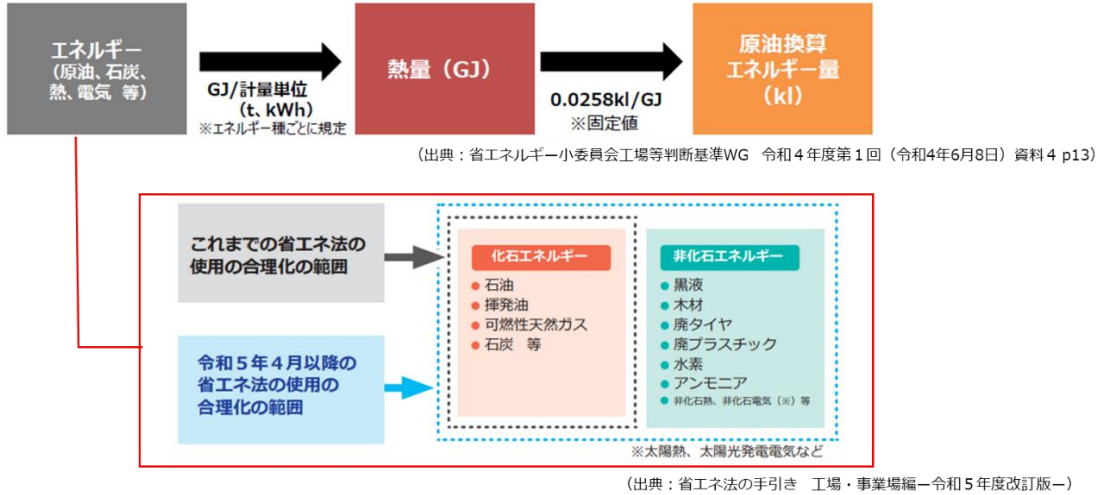 エネルギー
（原油、石炭、
熱、電気 等）
GJ/計量単位
（t、kWh）
※エネルギー種ごとに規定
熱量（GJ）
0.0258kl/GJ
※固定値
原油換算
エネルギー量
（kl）
（出典：省エネルギー小委員会工場等判断基準WG 令和４年度第１回（令和4年6月8日）資料４ p13）
これまでの省エネ法の
使用の合理化の範囲
令和５年４月以降の
省エネ法の使用の
合理化の範囲
化石エネルギー
● 石油
● 揮発油
● 可燃性天然ガス
● 石炭 等
非化石エネルギー
● 黒液
● 木材
● 廃タイヤ
● 廃プラスチック
● 水素
● アンモニア
● 非化石熱、非化石電気（※）等
※太陽熱、太陽光発電電気など
（出典：省エネ法の手引き 工場・事業場編ー令和５年度改訂版ー）